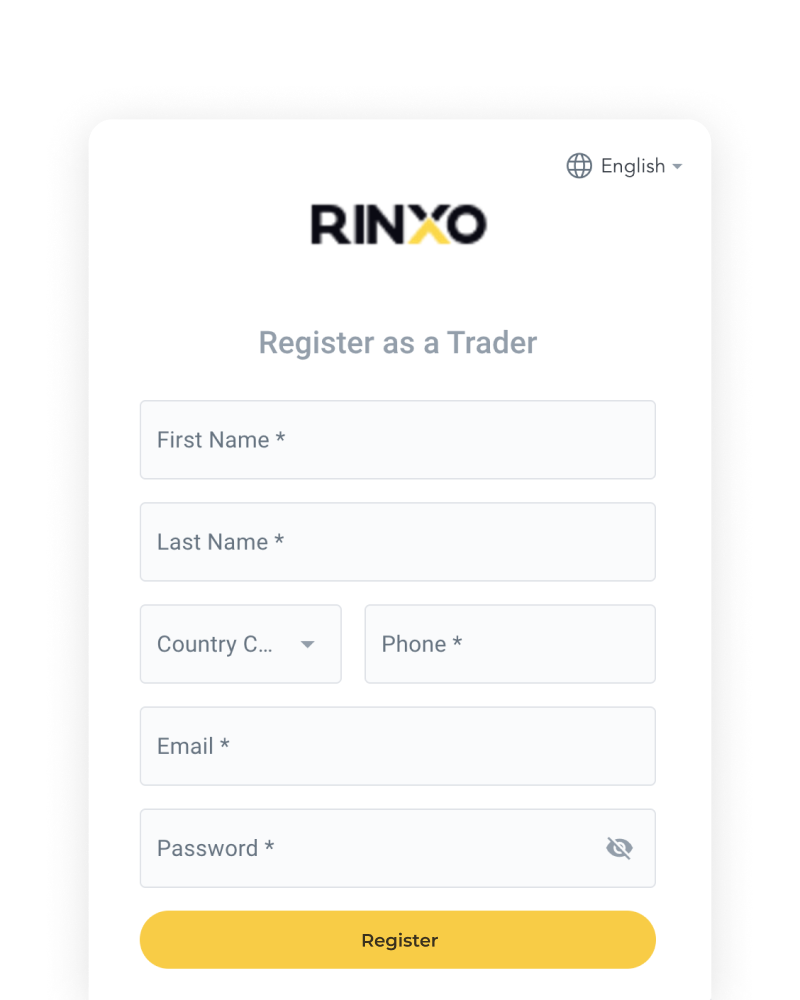 English
RINXO
Register as a Trader
First Name *
Last Name *
Country C...
Phone *
Email *
Password *
Register